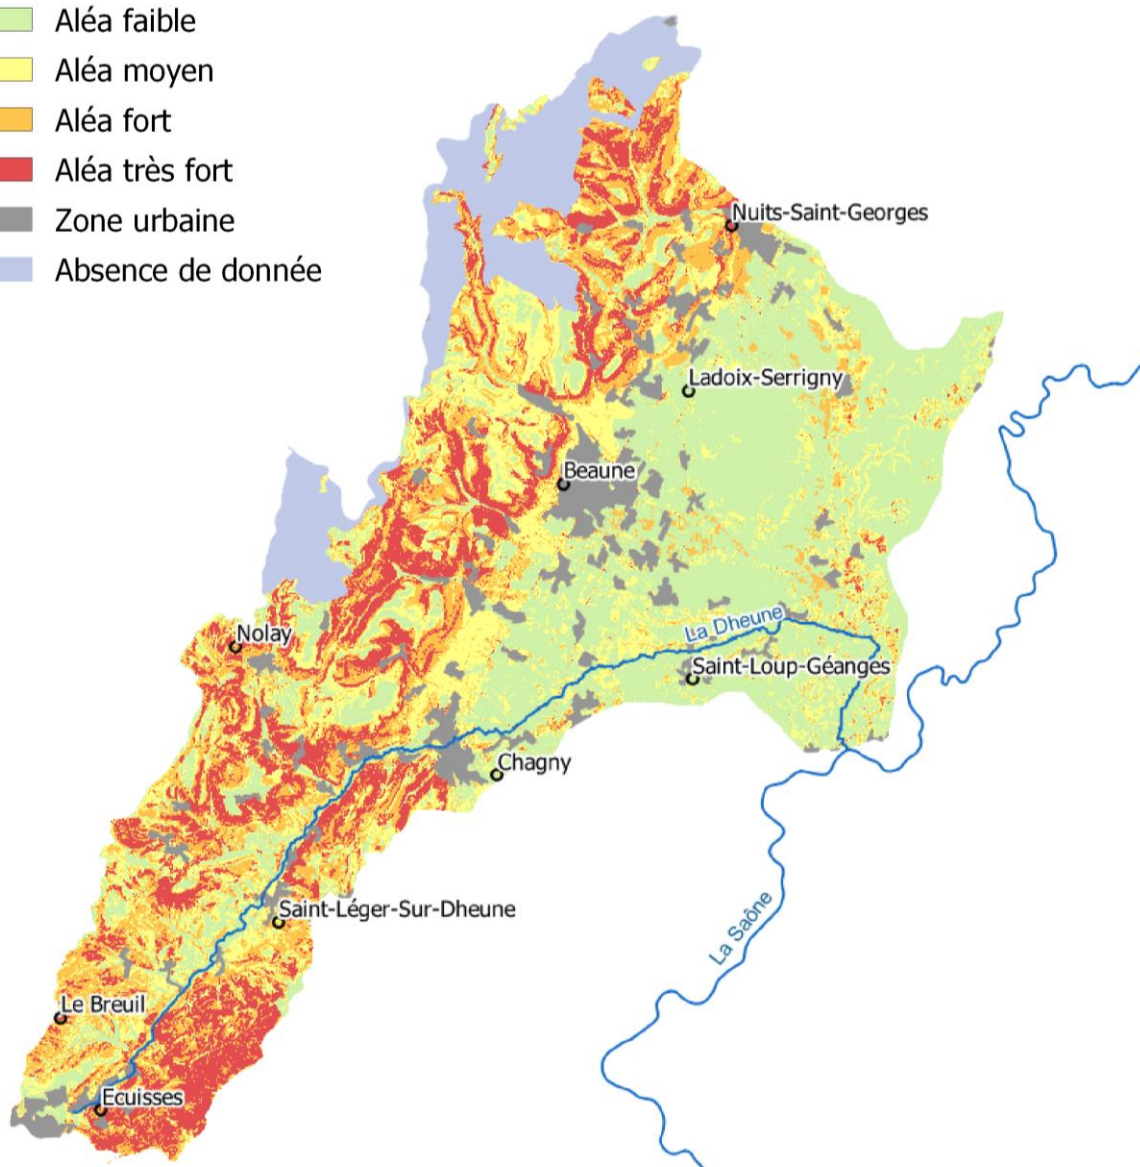 Aléa faible
Aléa moyen
Aléa fort
Aléa très fort
Zone urbaine
Absence de donnée
Nuits-Saint-Georges
Ladoix-Serrigny
Beaune
La Dheune
Nolay
Saint-Loup-Géanges
Chagny
Saint-Léger-Sur-Dheune
La Saône
Le Breuil
Ecuisses